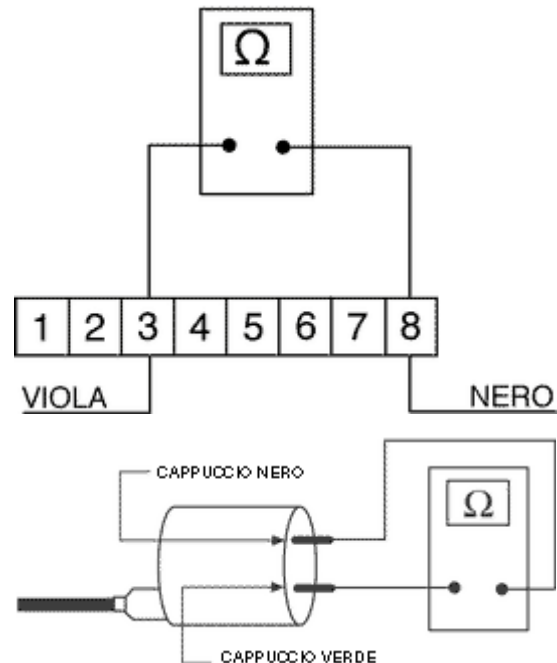 Ω
1 2 3 4 5 6 7 8
VIOLA NERO
CAPPUCCIO NERO
Ω
CAPPUCCIO VERDE